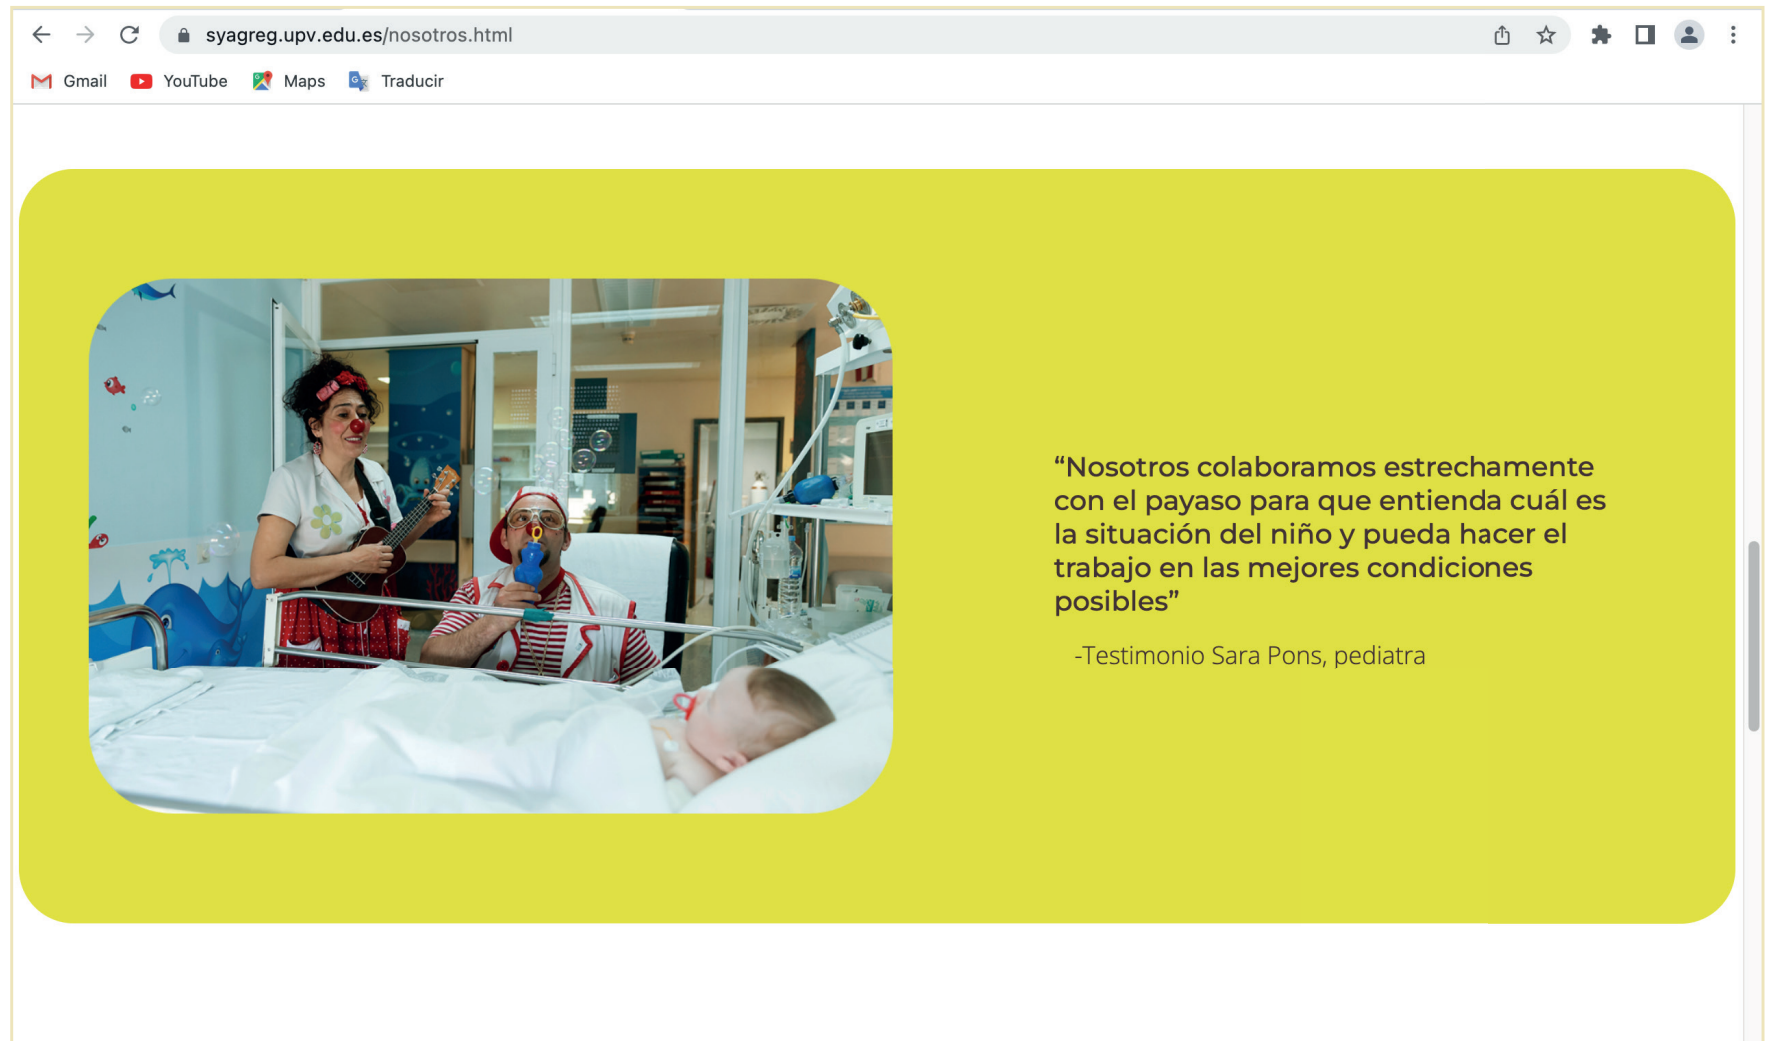 syagreg.upv.edu.es/nosotros.html
Gmail YouTube Maps Traducir
“Nosotros colaboramos estrechamente
con el payaso para que entienda cuál es
la situación del niño y pueda hacer el
trabajo en las mejores condiciones
posibles”
-Testimonio Sara Pons, pediatra